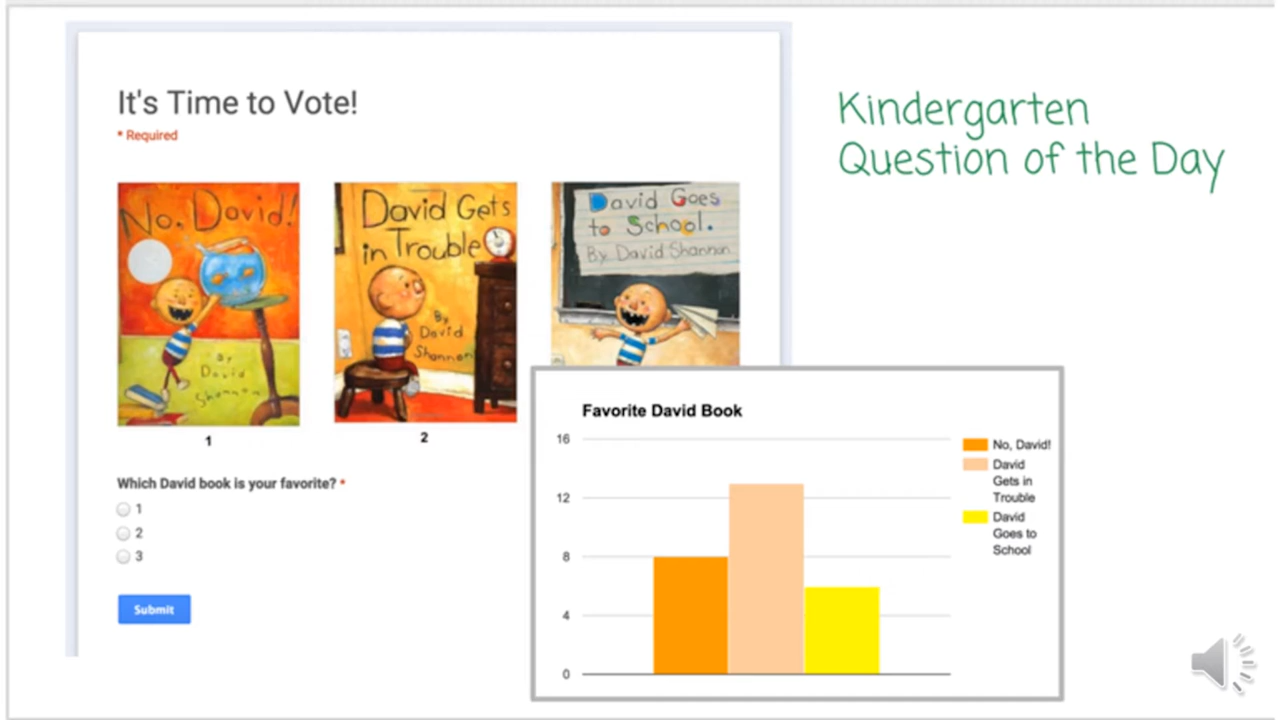 It's Time to Vote!
* Required
Kindergarten
Question of the Day
No, David!
By
David
Shannon
1
David Gets
in Trouble
By
David
Shannon
2
David Goes
to School.
By David Shannon
Which David book is your favorite? *
1
2
3
Submit
Favorite David Book
16
12
8
4
0
No, David!
David
Gets in
Trouble
David
Goes to
School